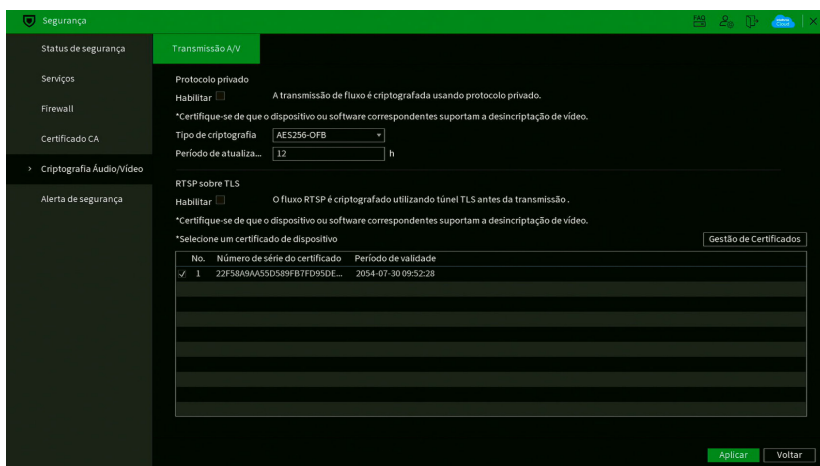 Segurança
FAQ
Status de segurança
Transmissão A/V
Serviços
Firewall
Certificado CA
> Criptografia Áudio/Vídeo
Alerta de segurança
Protocolo privado
Habilitar A transmissão de fluxo é criptografada usando protocolo privado.
*Certifique-se de que o dispositivo ou software correspondentes suportam a desincriptação de vídeo.
Tipo de criptografia AES256-OFB
Período de atualiza... 12 h
RTSP sobre TLS
Habilitar O fluxo RTSP é criptografado utilizando túnel TLS antes da transmissão .
*Certifique-se de que o dispositivo ou software correspondentes suportam a desincriptação de vídeo.
*Selecione um certificado de dispositivo Gestão de Certificados
No. Número de série do certificado Período de validade
1 22F58A9AA55D589FB7FD95DE... 2054-07-30 09:52:28
Aplicar Voltar